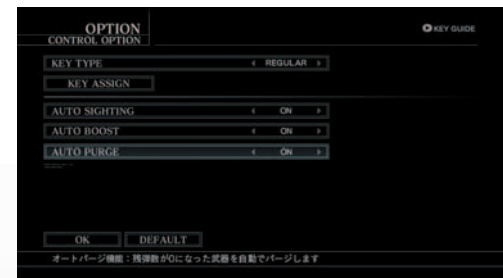 OPTION
CONTROL OPTION
KEY GUIDE
KEY TYPE REGULAR
KEY ASSIGN
AUTO SIGHTING ON
AUTO BOOST ON
AUTO PURGE ON
OK DEFAULT
オートパージ機能：残弾数が0になった武器を自動でパージします